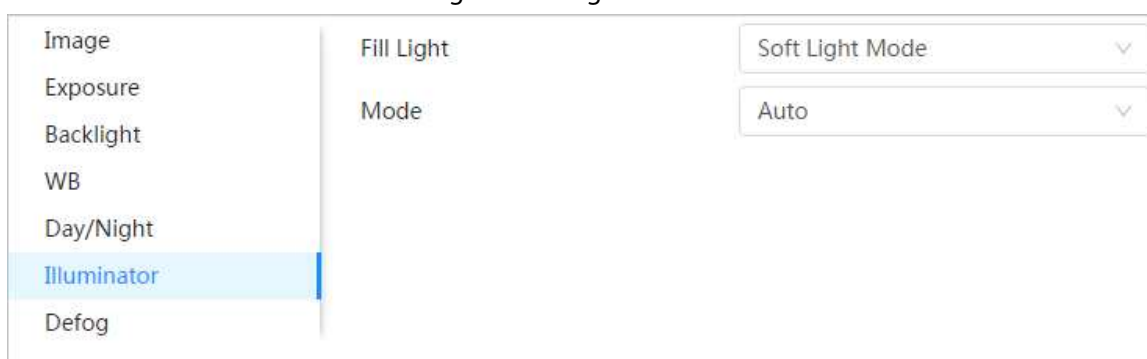 Image
Exposure
Backlight
WB
Day/Night
Illuminator
Defog
Fill Light Soft Light Mode
Mode Auto